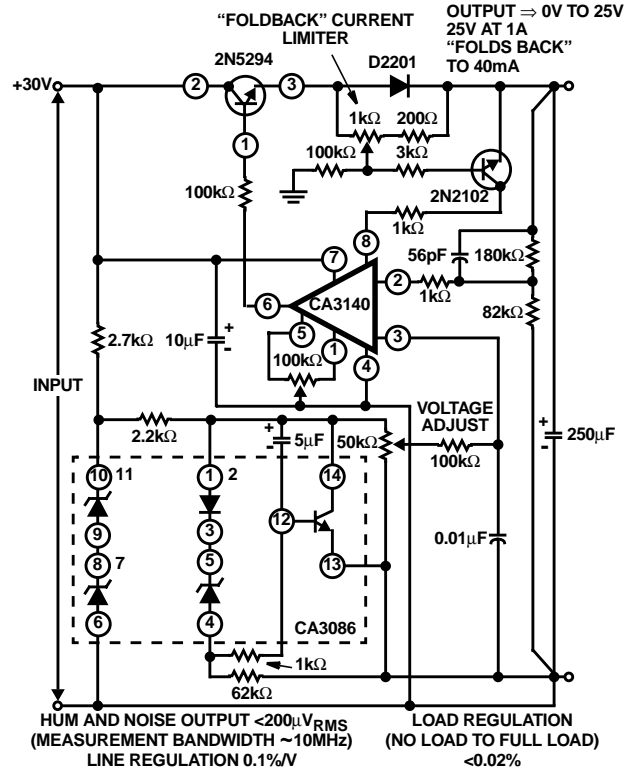 “FOLDBACK” CURRENT
LIMITER
OUTPUT ⇒ 0V TO 25V
25V AT 1A
“FOLDS BACK”
TO 40mA
2N5294
D2201
+30V
2
3
1kΩ
200Ω
1
100kΩ
3kΩ
100kΩ
2N2102
1kΩ
8
7
56pF
180kΩ
6
CA3140
2
1kΩ
5
3
82kΩ
2.7kΩ
10μF
+
-
100kΩ
1
4
INPUT
VOLTAGE
ADJUST
2.2kΩ
+
-
5μF
50kΩ
100kΩ
+
-
250μF
10
11
1
2
14
9
3
12
0.01μF
8
7
5
13
6
4
CA3086
1kΩ
62kΩ
HUM AND NOISE OUTPUT <200μVRMS
(MEASUREMENT BANDWIDTH ~10MHz)
LINE REGULATION 0.1%/V
LOAD REGULATION
(NO LOAD TO FULL LOAD)
<0.02%